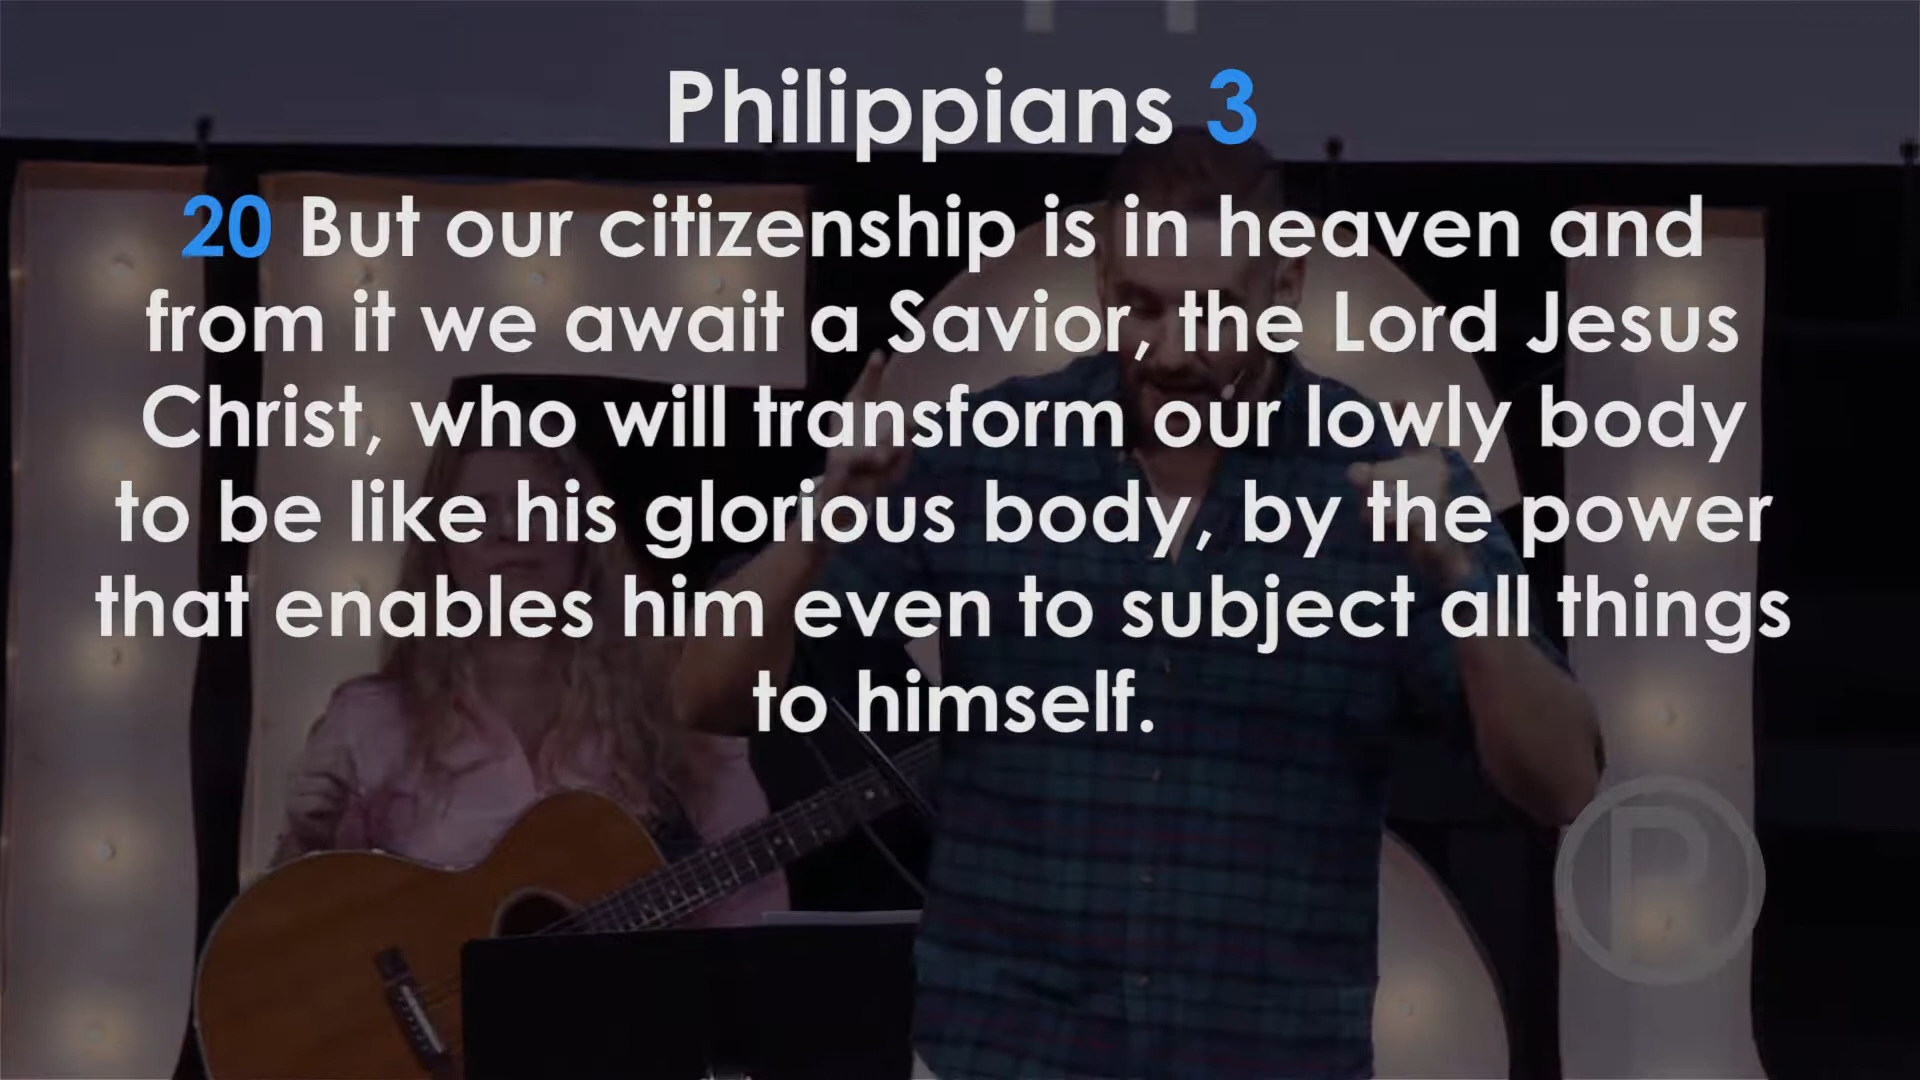 Philippians 3
20 But our citizenship is in heaven and
from it we await a Savior, the Lord Jesus
Christ, who will transform our lowly body
to be like his glorious body, by the power
that enables him even to subject all things
to himself.
P